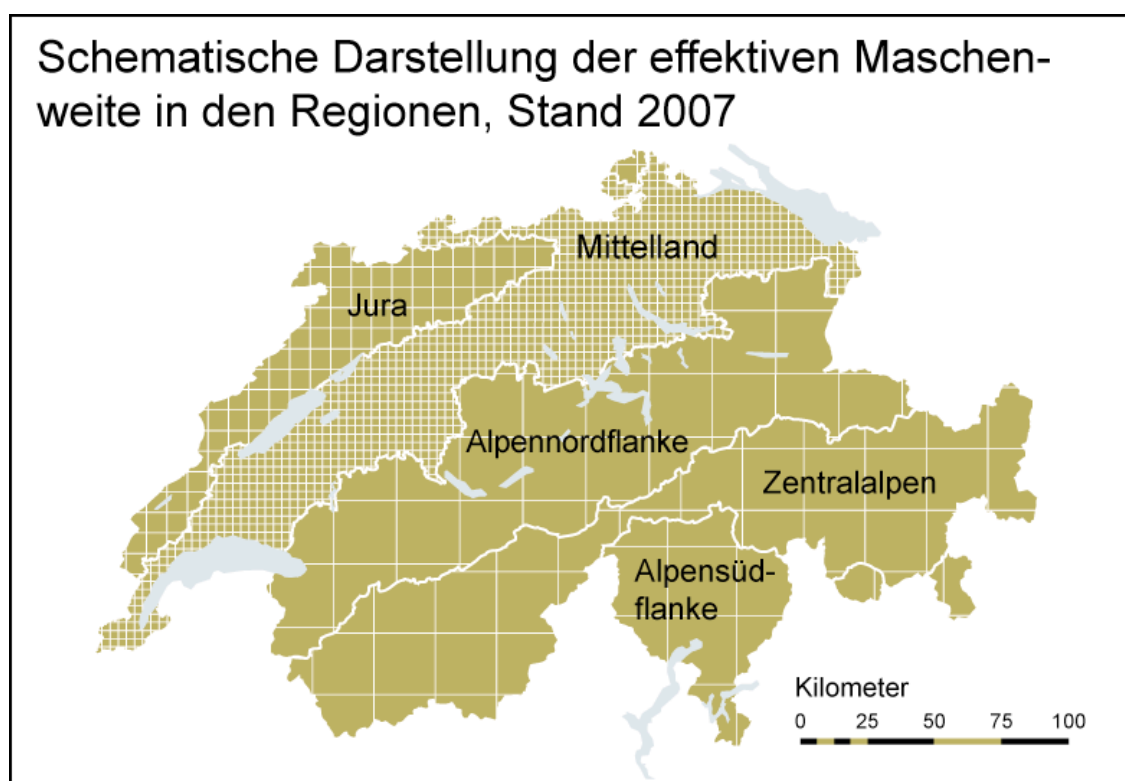 Schematische Darstellung der effektiven Maschen-
weite in den Regionen, Stand 2007
Mittelland
Jura
Alpennordflanke
Zentralalpen
Alpensüd-
flanke
Kilometer
0 25 50 75 100